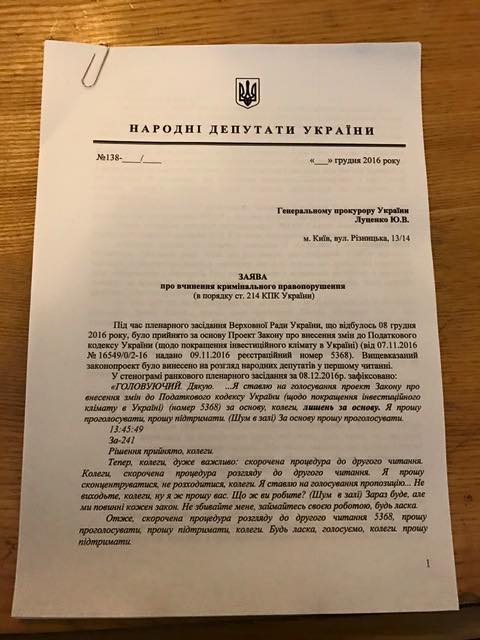 НАРОДНІ ДЕПУТАТИ УКРАЇНИ
№138-____/____ «___» грудня 2016 року
Генеральному прокурору України
Луценко Ю.В.
м. Київ, вул. Різницька, 13/14
ЗАЯВА
про вчинення кримінального правопорушення
(в порядку ст. 214 КПК України)
Під час пленарного засідання Верховної Ради України, що відбулось 08 грудня
2016 року, було прийнято за основу Проект Закону про внесення змін до Податкового
кодексу України (щодо покращення інвестиційного клімату в Україні) (від 07.11.2016
№16549/0/2-16 надано 09.11.2016 реєстраційний номер 5368). Вищевказаний
законопроект було винесено на розгляд народних депутатів у першому читанні.
У стенограмі ранкового пленарного засідання за 08.12.2016р. зафіксовано:
«ГОЛОВУЮЧИЙ. Дякую. ...Я ставлю на голосування проект Закону про
внесення змін до Податкового кодексу України (щодо покращення інвестиційного
клімату в Україні) (номер 5368) за основу, колеги, лишень за основу. Я прошу
проголосувати, прошу підтримати. (Шум в залі) За основу прошу проголосувати.
13:45:49
За-241
Рішення прийнято, колеги.
Тепер, колеги, дуже важливо: скорочена процедура до другого читання.
Колеги, скорочена процедура розгляду до другого читання. Я прошу
сконцентруватися, не розходитися, колеги. Я ставлю на голосування пропозицію... Не
виходьте, колеги, ну я ж прошу вас. Що ж ви робите? (Шум в залі) Зараз буде, але
ми повинні кожен закон. Не збивайте мене, займайтесь своєю роботою, будь ласка.
Отже, скорочена процедура розгляду до другого читання 5368, прошу
проголосувати, прошу підтримати, колеги. Будь ласка, голосуємо, колеги. прошу
підтримати.
1